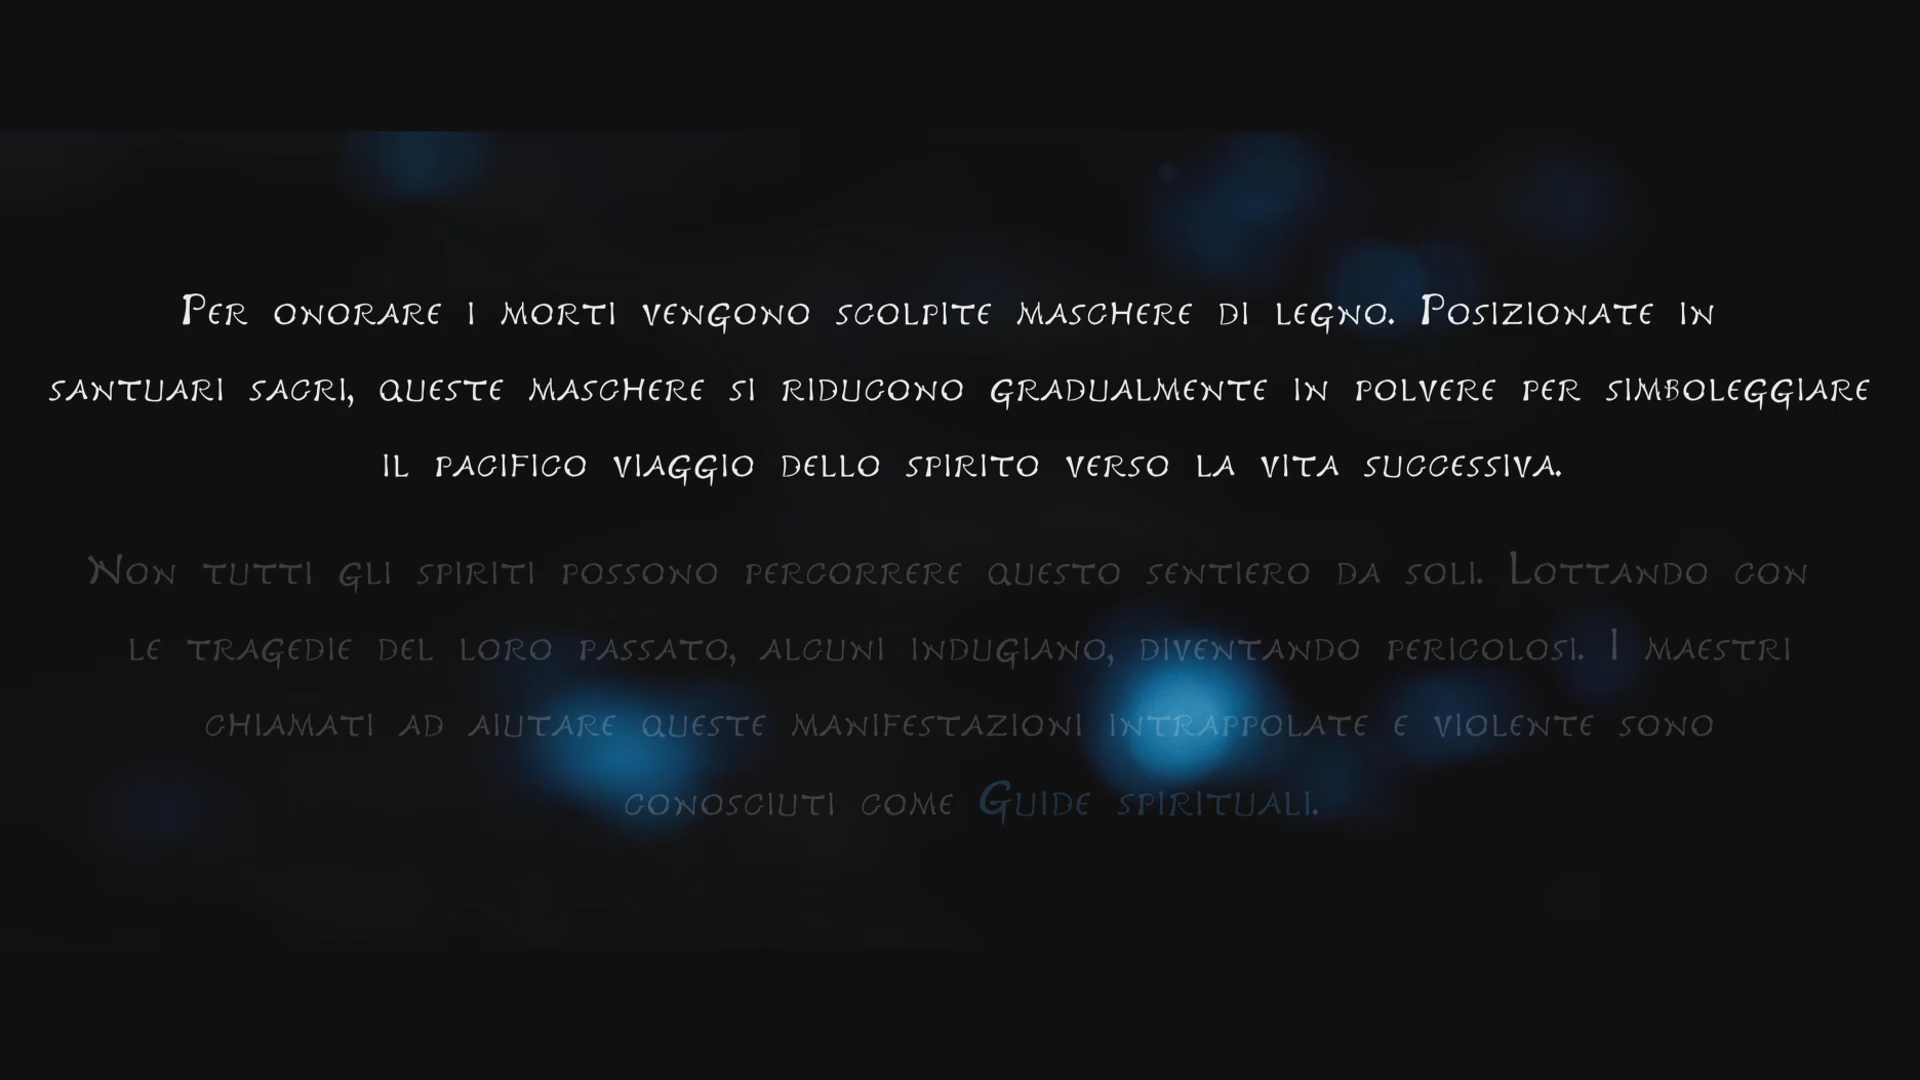 Per onorare i morti vengono scolpite maschere di legno. Posizionate in
santuari sacri, queste maschere si riducono gradualmente in polvere per simboleggiare
il pacifico viaggio dello spirito verso la vita successiva.
Non tutti gli spiriti possono percorrere questo sentiero da soli. Lottando con
le tragedie del loro passato, alcuni indugiano, diventando pericolosi. I maestri
chiamati ad aiutare queste manifestazioni intrappolate e violente sono
conosciuti come Guide spirituali.